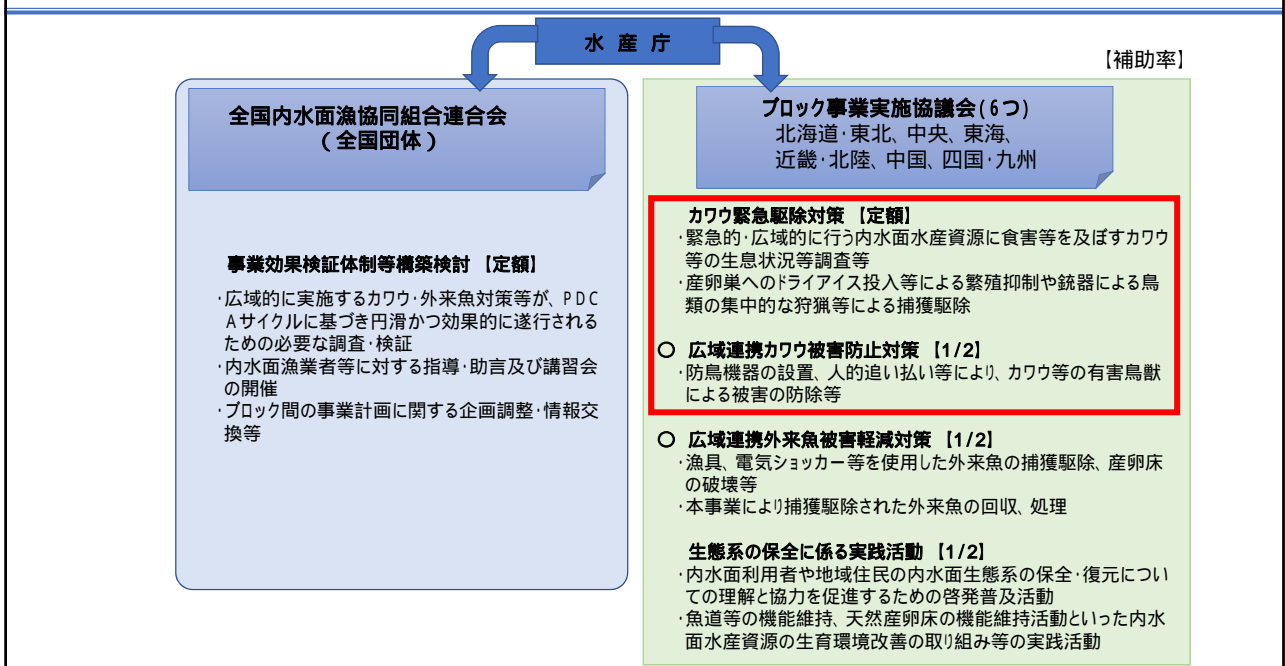 水 産 庁
【補助率】
全国内水面漁協同組合連合会
( 全国団体 )
事業効果検証体制等構築検討 【定額】
･広域的に実施するカワウ･外来魚対策等が、PDC
Aサイクルに基づき円滑かつ効果的に遂行される
ための必要な調査･検証
･内水面漁業者等に対する指導･助言及び講習会
の開催
･ブロック間の事業計画に関する企画調整･情報交
換等
ブロック事業実施協議会(6つ)
北海道･東北、中央、東海、
近畿･北陸、中国、四国･九州
カワウ緊急駆除対策 【定額】
･緊急的･広域的に行う内水面水産資源に食害等を及ぼすカワウ
等の生息状況等調査等
･産卵巣へのドライアイス投入等による繁殖抑制や銃器による鳥
類の集中的な狩猟等による捕獲駆除
○ 広域連携カワウ被害防止対策 【1/2】
･防鳥機器の設置、人的追い払い等により、カワウ等の有害鳥獣
による被害の防除等
○ 広域連携外来魚被害軽減対策 【1/2】
･漁具、電気ショッカー等を使用した外来魚の捕獲駆除、産卵床
の破壊等
･本事業により捕獲駆除された外来魚の回収、処理
生態系の保全に係る実践活動 【1/2】
･内水面利用者や地域住民の内水面生態系の保全･復元につい
ての理解と協力を促進するための啓発普及活動
･魚道等の機能維持、天然産卵床の機能維持活動といった内水
面水産資源の生育環境改善の取り組み等の実践活動